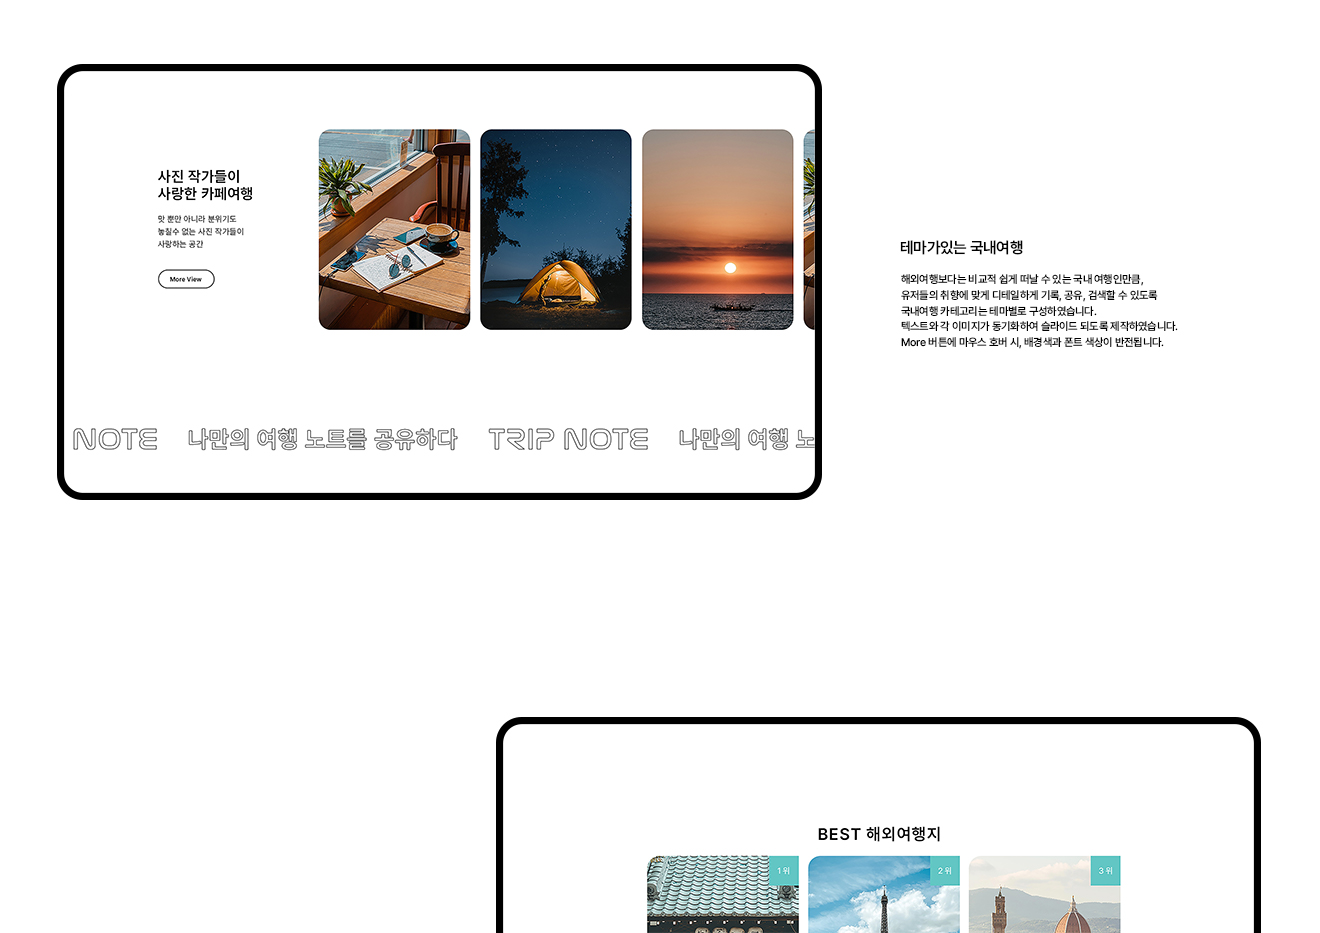 사진 작가들이
사랑한 카페여행
맛 뿐만 아니라 분위기도
놓칠수 없는 사진 작가들이
사랑하는 공간
More View
NOTE 나만의 여행 노트를 공유하다 TRIP NOTE 나만의 여행 노
테마가있는 국내여행
해외여행보다는 비교적 쉽게 떠날 수 있는 국내 여행인만큼,
유저들의 취향에 맞게 디테일하게 기록, 공유, 검색할 수 있도록
국내여행 카테고리는 테마별로 구성하였습니다.
텍스트와 각 이미지가 동기화하여 슬라이드 되도록 제작하였습니다.
More 버튼에 마우스 호버 시, 배경색과 폰트 색상이 반전됩니다.
BEST 해외여행지
1 위
2 위
3 위